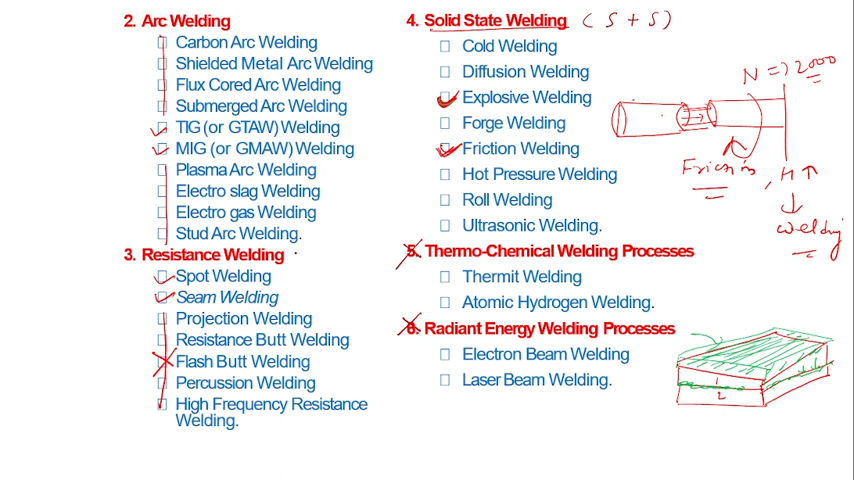 2. Arc Welding
Carbon Arc Welding
Shielded Metal Arc Welding
Flux Cored Arc Welding
Submerged Arc Welding
TIG (or GTAW) Welding
MIG (or GMAW) Welding
Plasma Arc Welding
Electro slag Welding
Electro gas Welding
Stud Arc Welding.
3. Resistance Welding
Spot Welding
Seam Welding
Projection Welding
Resistance Butt Welding
Flash Butt Welding
Percussion Welding
High Frequency Resistance
Welding.
4. Solid State Welding (S + S)
Cold Welding
Diffusion Welding
Explosive Welding
Forge Welding
Friction Welding
Hot Pressure Welding
Roll Welding
Ultrasonic Welding.
5. Thermo-Chemical Welding Processes
Thermit Welding
Atomic Hydrogen Welding.
6. Radiant Energy Welding Processes
Electron Beam Welding
Laser Beam Welding.
N => 2000
Friction, H ↑
↓
welding
1
2